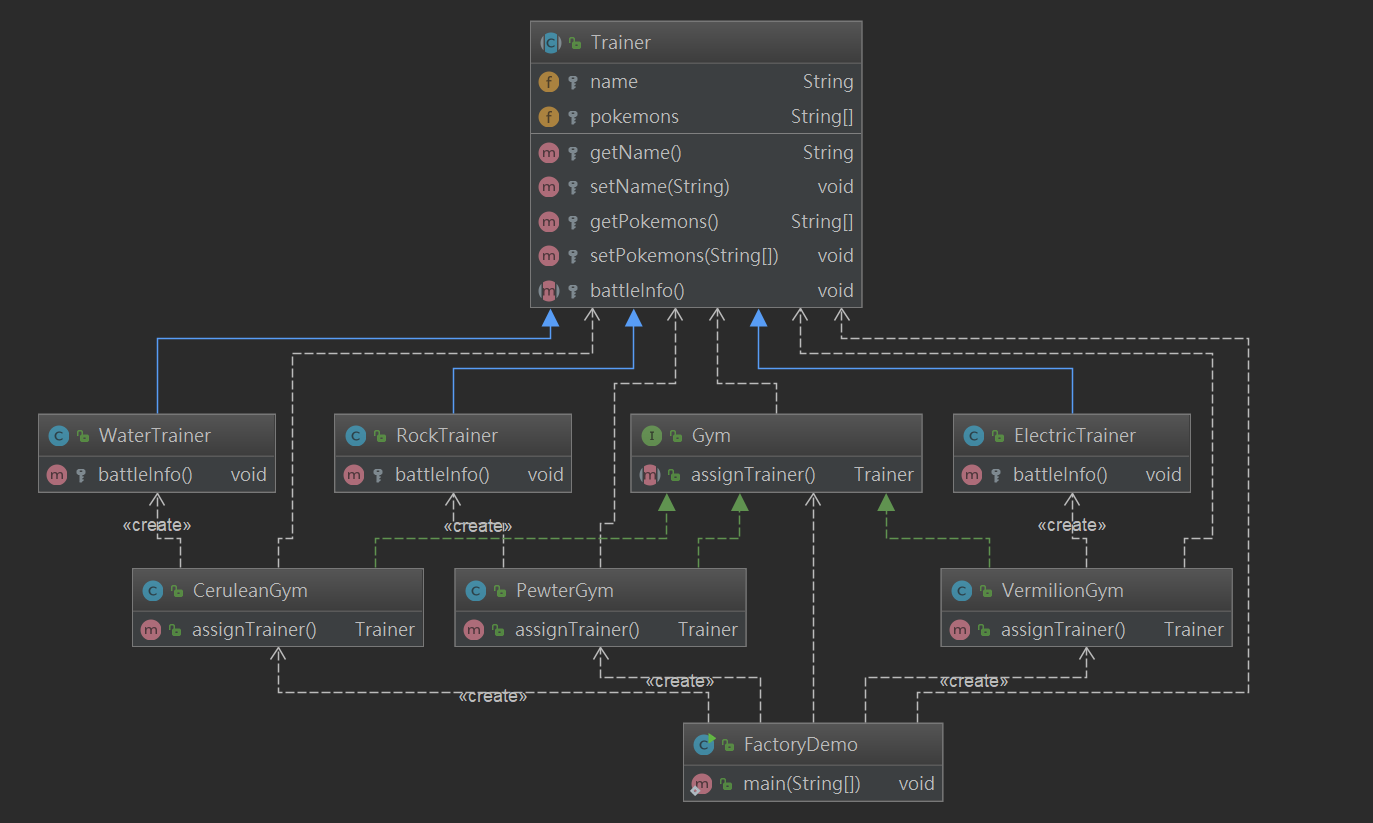 Trainer
name String
pokemons String[]
getName() String
setName(String) void
getPokemons() String[]
setPokemons(String[]) void
battleInfo() void
WaterTrainer
battleInfo() void
RockTrainer
battleInfo() void
Gym
assignTrainer() Trainer
ElectricTrainer
battleInfo() void
«create»
«create»
«create»
CeruleanGym
assignTrainer() Trainer
PewterGym
assignTrainer() Trainer
VermilionGym
assignTrainer() Trainer
«create»
«create»
«create»
FactoryDemo
main(String[]) void